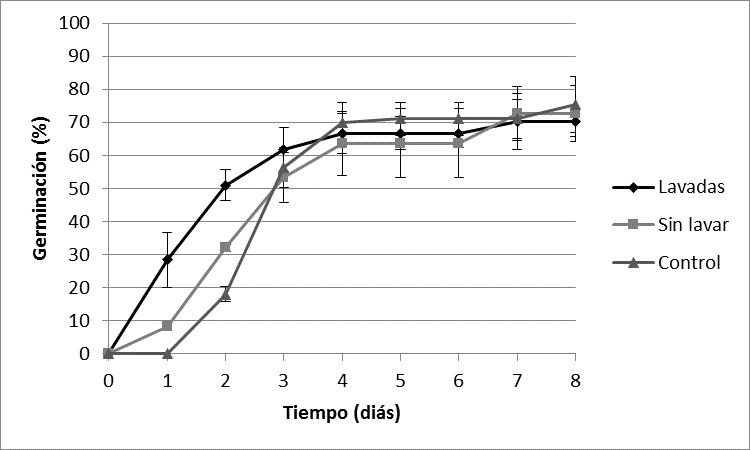 100
90
80
70
60
50
40
30
20
10
0
Germinación (%)
0 1 2 3 4 5 6 7 8
Tiempo (diás)
Lavadas
Sin lavar
Control